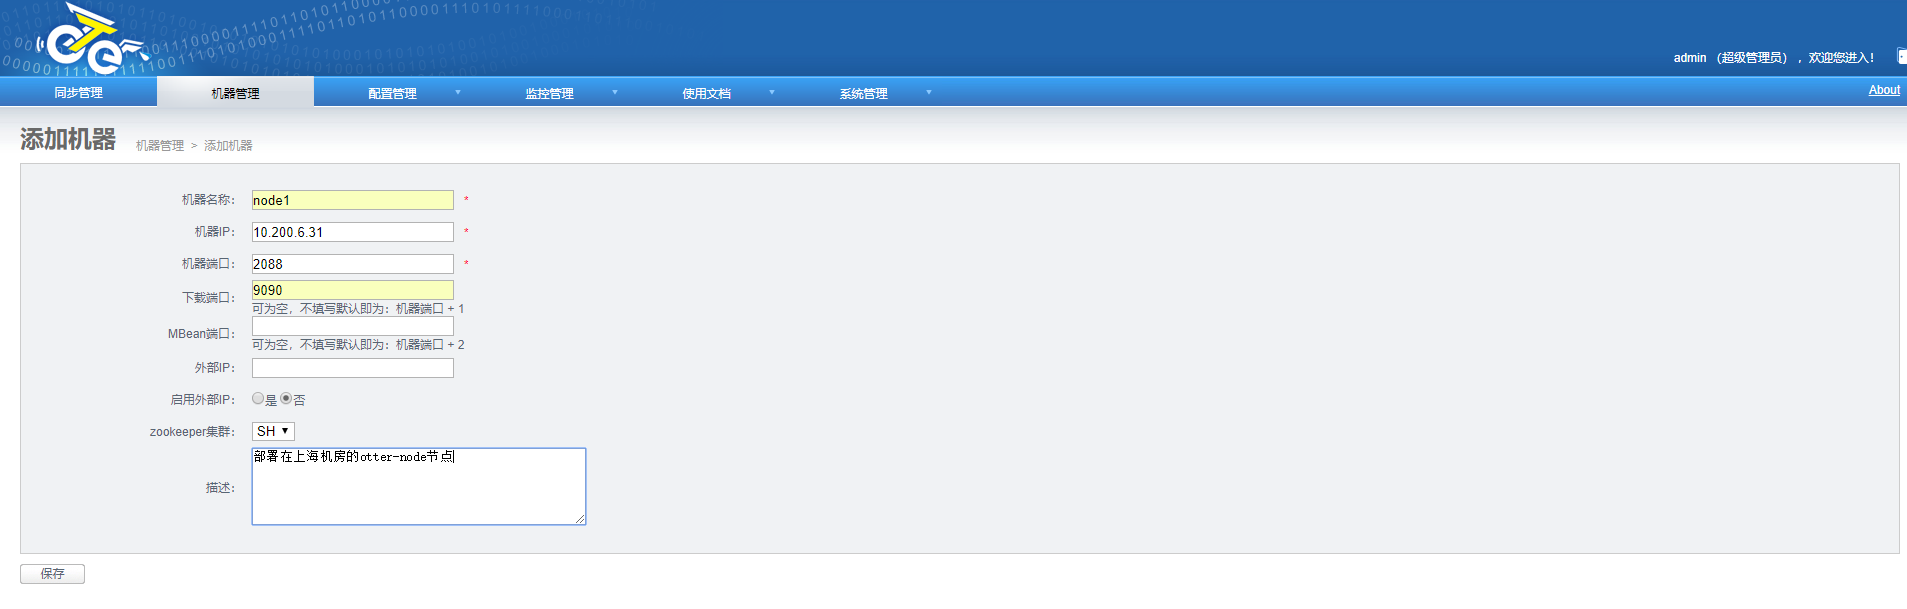 admin （超级管理员），欢迎您进入！
同步管理 机器管理 配置管理 监控管理 使用文档 系统管理 About
添加机器 机器管理 > 添加机器
机器名称： node1 *
机器IP： 10.200.6.31 *
机器端口： 2088 *
下载端口： 9090
可为空，不填写默认即为：机器端口 + 1
MBean端口：
可为空，不填写默认即为：机器端口 + 2
外部IP：
启用外部IP： 是 否
zookeeper集群： SH
描述： 部署在上海机房的otter-node节点
保存